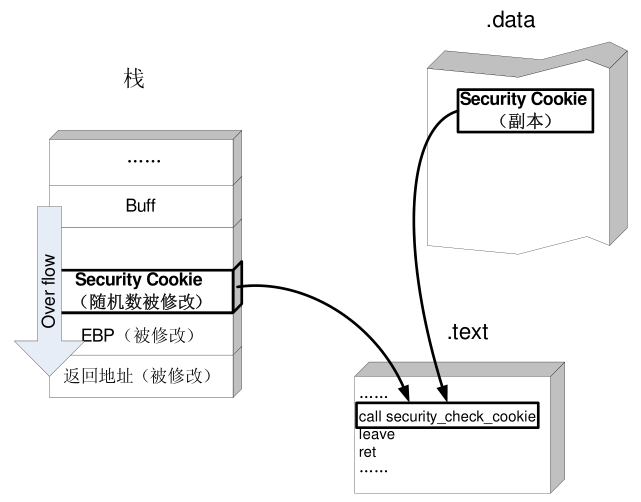 .data
栈
Security Cookie
（副本）
……
Buff
Over flow
Security Cookie
（随机数被修改）
EBP（被修改）
返回地址（被修改）
.text
……
call security_check_cookie
leave
ret
……